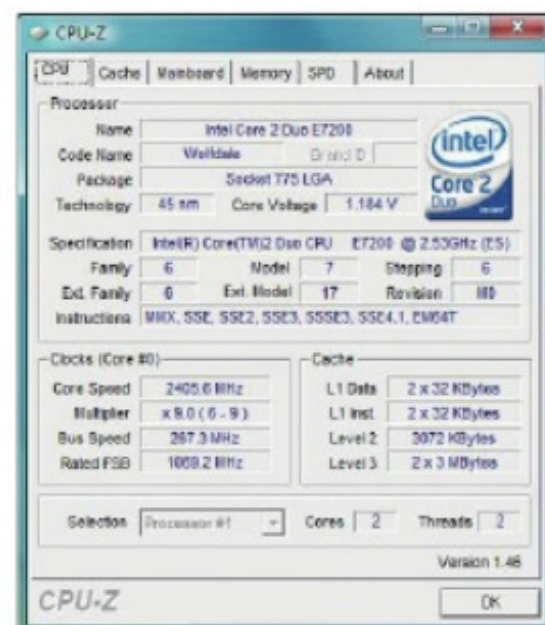 CPU-Z
CPU Cache Mainboard Memory SPD About
Processor
Name Intel Core 2 Duo E7200
Code Name Wolfdale Brand ID
Package Socket 775 LGA
Technology 45 nm Core Voltage 1.184 V
intel
Core 2
Duo
Specification Intel(R) Core(TM)2 Duo CPU E7200 @ 2.53GHz (ES)
Family 6 Model 7 Stepping 6
Ext. Family 6 Ext. Model 17 Revision M0
Instructions MMX, SSE, SSE2, SSE3, SSSE3, SSE4.1, EM64T
Clocks (Core #0)
Core Speed 2405.6 MHz
Multiplier x 9.0 ( 6 - 9 )
Bus Speed 267.3 MHz
Rated FSB 1069.2 MHz
Cache
L1 Data 2 x 32 KBytes
L1 Inst 2 x 32 KBytes
Level 2 3072 KBytes
Level 3 2 x 3 MBytes
Selection Processor #1 Cores 2 Threads 2
Version 1.46
CPU-Z OK